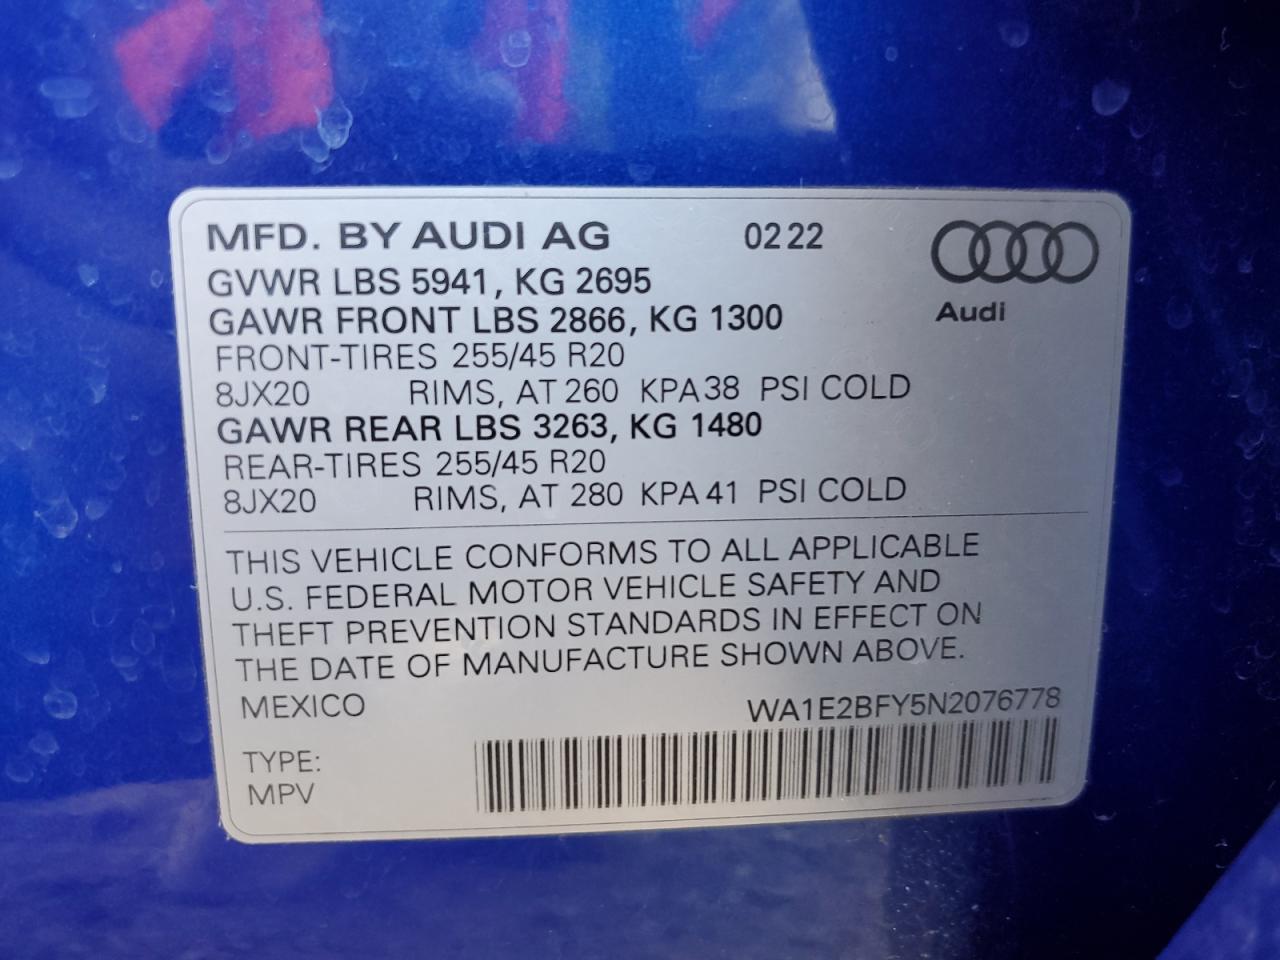 MFD. BY AUDI AG 02 22
GVWR LBS 5941, KG 2695
GAWR FRONT LBS 2866, KG 1300
Audi
FRONT-TIRES 255/45 R20
8JX20 RIMS, AT 260 KPA 38 PSI COLD
GAWR REAR LBS 3263, KG 1480
REAR-TIRES 255/45 R20
8JX20 RIMS, AT 280 KPA 41 PSI COLD
THIS VEHICLE CONFORMS TO ALL APPLICABLE
U.S. FEDERAL MOTOR VEHICLE SAFETY AND
THEFT PREVENTION STANDARDS IN EFFECT ON
THE DATE OF MANUFACTURE SHOWN ABOVE.
MEXICO WA1E2BFY5N2076778
TYPE:
MPV